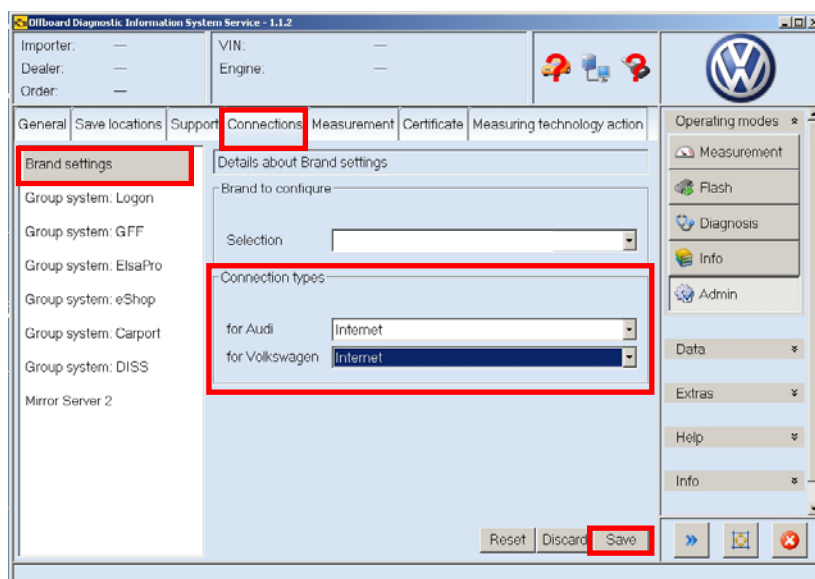 Offboard Diagnostic Information System Service - 1.1.2
Importer: —
Dealer: —
Order: —
VIN: —
Engine: —
General Save locations Support Connections Measurement Certificate Measuring technology action
Brand settings
Group system: Logon
Group system: GFF
Group system: ElsaPro
Group system: eShop
Group system: Carport
Group system: DISS
Mirror Server 2
Details about Brand settings
Brand to configure
Selection
Connection types
for Audi Internet
for Volkswagen Internet
Reset Discard Save
Operating modes
Measurement
Flash
Diagnosis
Info
Admin
Data
Extras
Help
Info